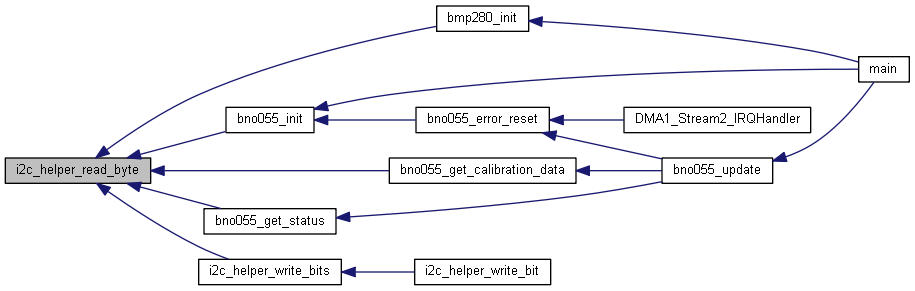 bmp280_init
main
bno055_init
bno055_error_reset
DMA1_Stream2_IRQHandler
i2c_helper_read_byte
bno055_get_calibration_data
bno055_update
bno055_get_status
i2c_helper_write_bits
i2c_helper_write_bit